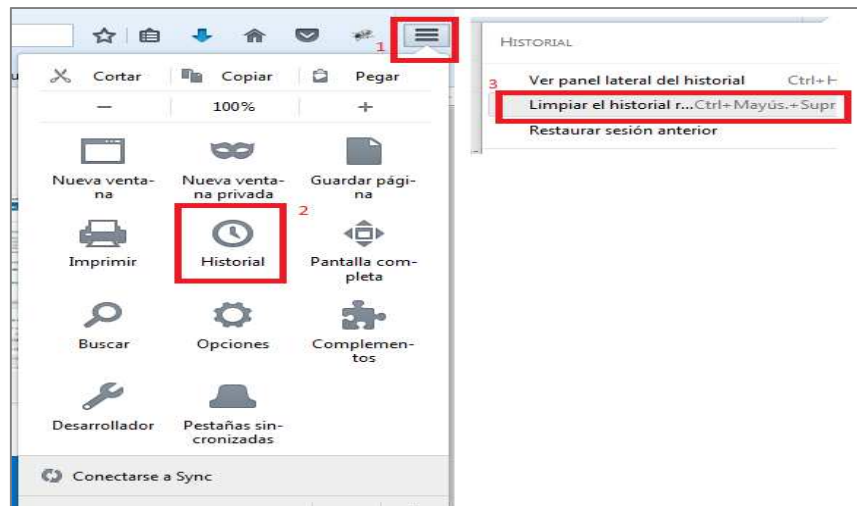 1
Cortar Copiar Pegar
− 100% +
Nueva venta-
na
Nueva venta-
na privada
Guardar pági-
na
2
Imprimir
Historial
Pantalla com-
pleta
Buscar
Opciones
Complemen-
tos
Desarrollador
Pestañas sin-
cronizadas
Conectarse a Sync
HISTORIAL
3
Ver panel lateral del historial Ctrl+H
Limpiar el historial r...Ctrl+Mayús.+Supr
Restaurar sesión anterior